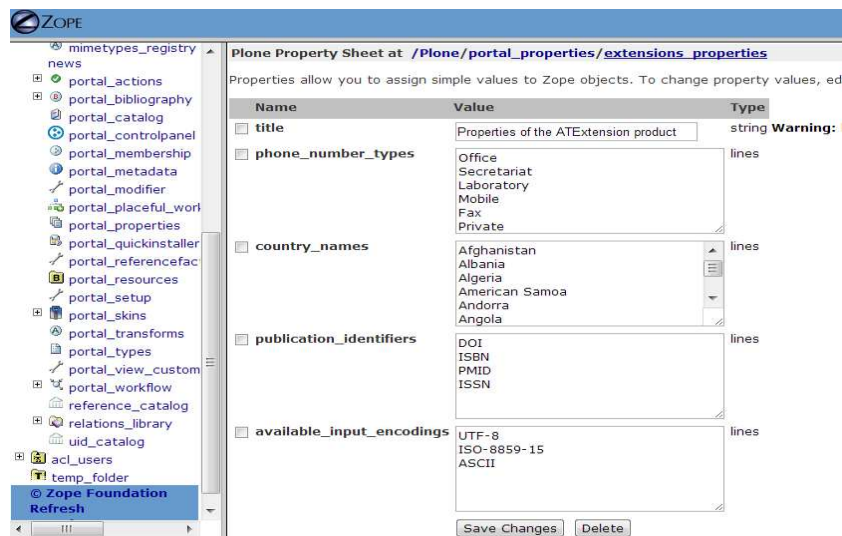 ZOPE
mimetypes_registry
news
portal_actions
portal_bibliography
portal_catalog
portal_controlpanel
portal_membership
portal_metadata
portal_modifier
portal_placeful_work
portal_properties
portal_quickinstaller
portal_referencefac
portal_resources
portal_setup
portal_skins
portal_transforms
portal_types
portal_view_custom
portal_workflow
reference_catalog
relations_library
uid_catalog
acl_users
temp_folder
© Zope Foundation
Refresh
Plone Property Sheet at /Plone/portal_properties/extensions_properties
Properties allow you to assign simple values to Zope objects. To change property values, ed
Name Value Type
title Properties of the ATExtension product string Warning:
phone_number_types Office lines
Secretariat
Laboratory
Mobile
Fax
Private
country_names Afghanistan lines
Albania
Algeria
American Samoa
Andorra
Angola
publication_identifiers DOI lines
ISBN
PMID
ISSN
available_input_encodings UTF-8 lines
ISO-8859-15
ASCII
Save Changes Delete